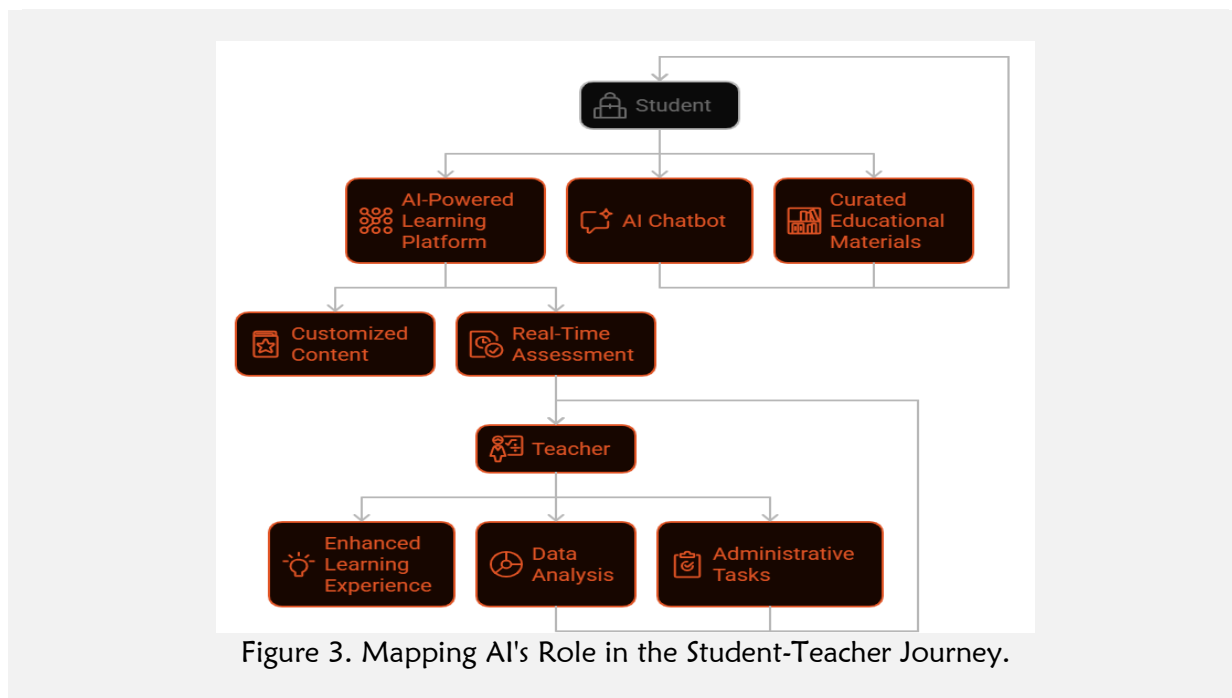 Student
AI-Powered
Learning
Platform
AI Chatbot
Curated
Educational
Materials
Customized
Content
Real-Time
Assessment
Teacher
Enhanced
Learning
Experience
Data
Analysis
Administrative
Tasks
Figure 3. Mapping AI's Role in the Student-Teacher Journey.